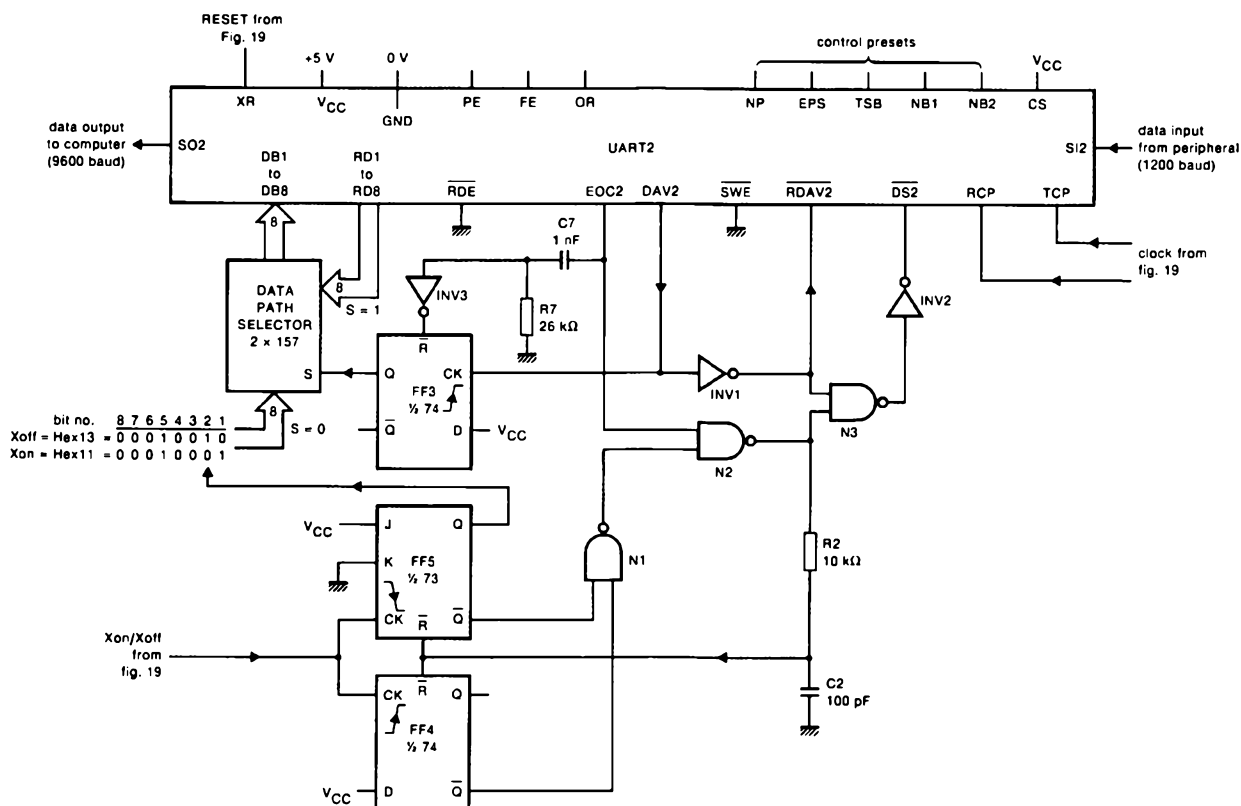 RESET from
Fig. 19
+5 V
0 V
control presets
VCC
XR
VCC
GND
PE
FE
OR
NP
EPS
TSB
NB1
NB2
CS
data output
to computer
(9600 baud)
SO2
UART2
SI2
data input
from peripheral
(1200 baud)
DB1
to
DB8
RD1
to
RD8
RDE
EOC2
DAV2
SWE
RDAV2
DS2
RCP
TCP
clock from
fig. 19
8
8
S = 1
C7
1 nF
INV3
R7
26 kΩ
INV2
DATA
PATH
SELECTOR
2 x 157
S
R
Q
CK
FF3
½ 74
Q
D
VCC
INV1
N3
N2
8
S = 0
bit no. 8 7 6 5 4 3 2 1
Xoff = Hex13 = 0 0 0 1 0 0 1 0
Xon = Hex11 = 0 0 0 1 0 0 0 1
VCC
J
Q
K
FF5
½ 73
CK
R
Q
N1
R2
10 kΩ
Xon/Xoff
from
fig. 19
CK
R
Q
FF4
½ 74
VCC
D
Q
C2
100 pF